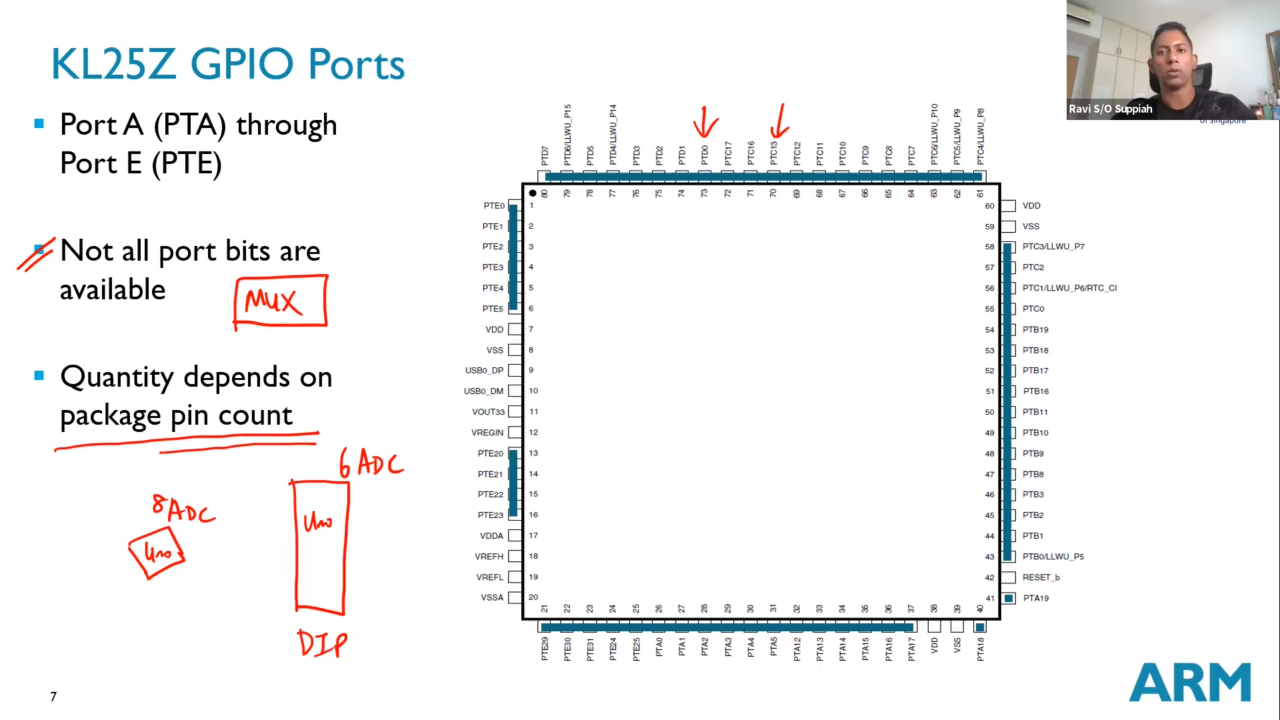 KL25Z GPIO Ports
Port A (PTA) through
Port E (PTE)
Not all port bits are
available
MUX
Quantity depends on
package pin count
6 ADC
8 ADC
Uno
Uno
DIP
7
Ravi S/O Suppiah
of Singapore
PTD7
PTD6/LLWU_P15
PTD5
PTD4/LLWU_P14
PTD3
PTD2
PTD1
PTD0
PTC17
PTC16
PTC13
PTC12
PTC11
PTC10
PTC9
PTC8
PTC7
PTC6/LLWU_P10
PTC5/LLWU_P9
PTC4/LLWU_P8
80 79 78 77 76 75 74 73 72 71 70 69 68 67 66 65 64 63 62 61
PTE0 1
PTE1 2
PTE2 3
PTE3 4
PTE4 5
PTE5 6
VDD 7
VSS 8
USB0_DP 9
USB0_DM 10
VOUT33 11
VREGIN 12
PTE20 13
PTE21 14
PTE22 15
PTE23 16
VDDA 17
VREFH 18
VREFL 19
VSSA 20
60 VDD
59 VSS
58 PTC3/LLWU_P7
57 PTC2
56 PTC1/LLWU_P6/RTC_CI
55 PTC0
54 PTB19
53 PTB18
52 PTB17
51 PTB16
50 PTB11
49 PTB10
48 PTB9
47 PTB8
46 PTB3
45 PTB2
44 PTB1
43 PTB0/LLWU_P5
42 RESET_b
41 PTA19
21 22 23 24 25 26 27 28 29 30 31 32 33 34 35 36 37 38 39 40
PTE29
PTE30
PTE31
PTE24
PTE25
PTA0
PTA1
PTA2
PTA3
PTA4
PTA5
PTA12
PTA13
PTA14
PTA15
PTA16
PTA17
VDD
VSS
PTA18
ARM